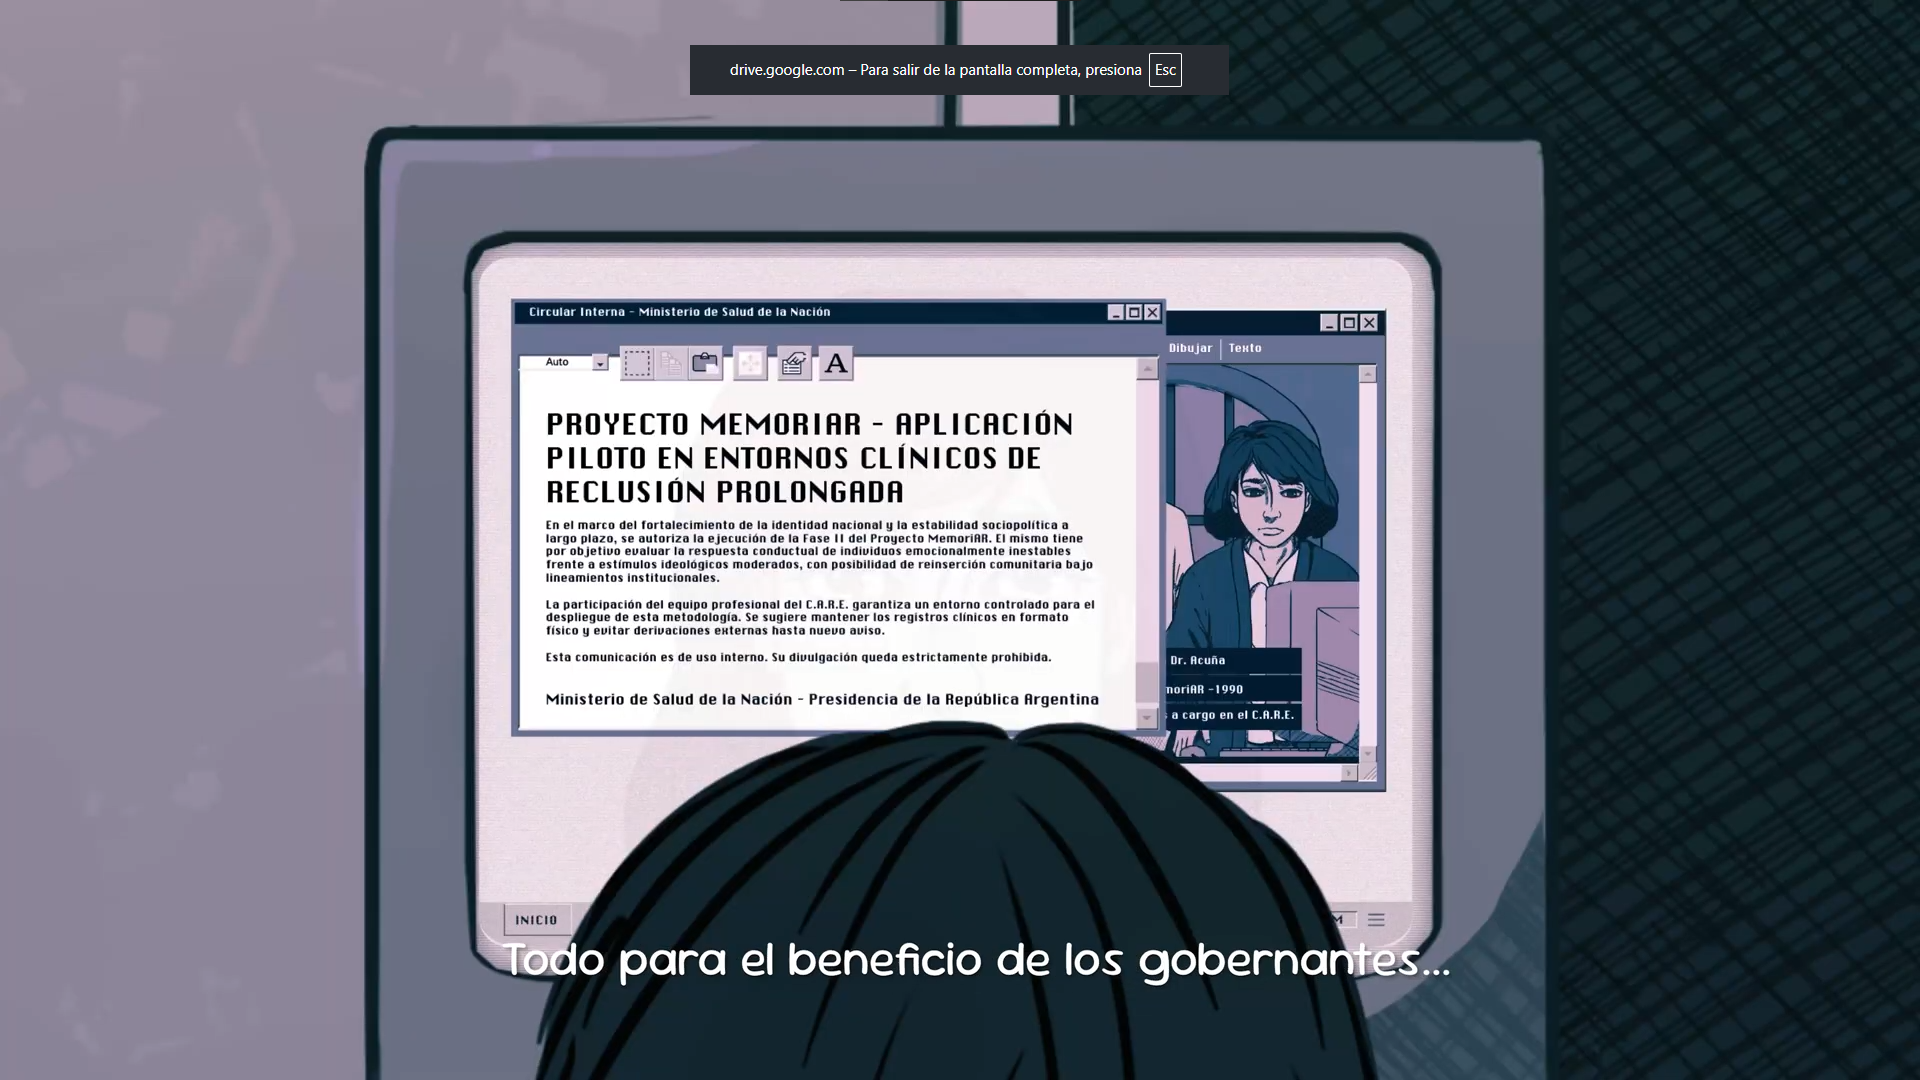 drive.google.com – Para salir de la pantalla completa, presiona Esc
Circular Interna - Ministerio de Salud de la Nación
Auto
A
PROYECTO MEMORIAR - APLICACIÓN
PILOTO EN ENTORNOS CLÍNICOS DE
RECLUSIÓN PROLONGADA
En el marco del fortalecimiento de la identidad nacional y la estabilidad sociopolítica a
largo plazo, se autoriza la ejecución de la Fase II del Proyecto MemoriAR. El mismo tiene
por objetivo evaluar la respuesta conductual de individuos emocionalmente inestables
frente a estímulos ideológicos moderados, con posibilidad de reinserción comunitaria bajo
lineamientos institucionales.
La participación del equipo profesional del C.A.R.E. garantiza un entorno controlado para el
despliegue de esta metodología. Se sugiere mantener los registros clínicos en formato
físico y evitar derivaciones externas hasta nuevo aviso.
Esta comunicación es de uso interno. Su divulgación queda estrictamente prohibida.
Ministerio de Salud de la Nación - Presidencia de la República Argentina
Dibujar
Texto
Dr. Acuña
moriAR -1990
a cargo en el C.A.R.E.
INICIO
M
Todo para el beneficio de los gobernantes...